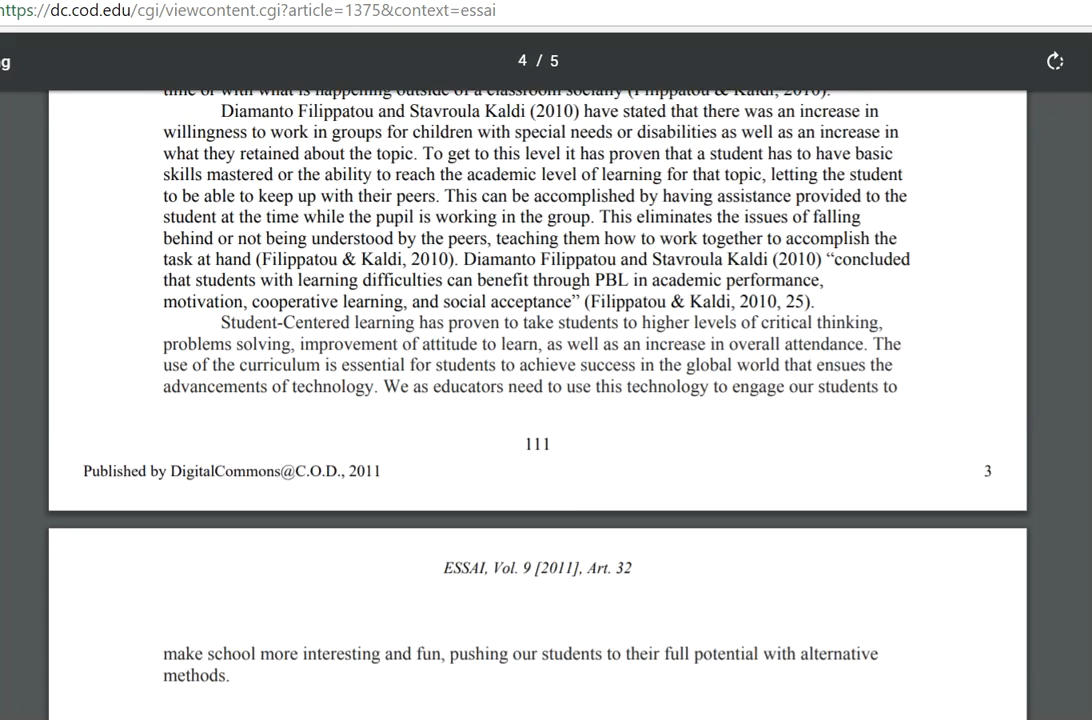 https://dc.cod.edu/cgi/viewcontent.cgi?article=1375&context=essai
g
4 / 5
time or with what is happening outside of a classroom socially (Filippatou & Kaldi, 2010).
Diamanto Filippatou and Stavroula Kaldi (2010) have stated that there was an increase in
willingness to work in groups for children with special needs or disabilities as well as an increase in
what they retained about the topic. To get to this level it has proven that a student has to have basic
skills mastered or the ability to reach the academic level of learning for that topic, letting the student
to be able to keep up with their peers. This can be accomplished by having assistance provided to the
student at the time while the pupil is working in the group. This eliminates the issues of falling
behind or not being understood by the peers, teaching them how to work together to accomplish the
task at hand (Filippatou & Kaldi, 2010). Diamanto Filippatou and Stavroula Kaldi (2010) “concluded
that students with learning difficulties can benefit through PBL in academic performance,
motivation, cooperative learning, and social acceptance” (Filippatou & Kaldi, 2010, 25).
Student-Centered learning has proven to take students to higher levels of critical thinking,
problems solving, improvement of attitude to learn, as well as an increase in overall attendance. The
use of the curriculum is essential for students to achieve success in the global world that ensues the
advancements of technology. We as educators need to use this technology to engage our students to
111
Published by DigitalCommons@C.O.D., 2011
3
ESSAI, Vol. 9 [2011], Art. 32
make school more interesting and fun, pushing our students to their full potential with alternative
methods.